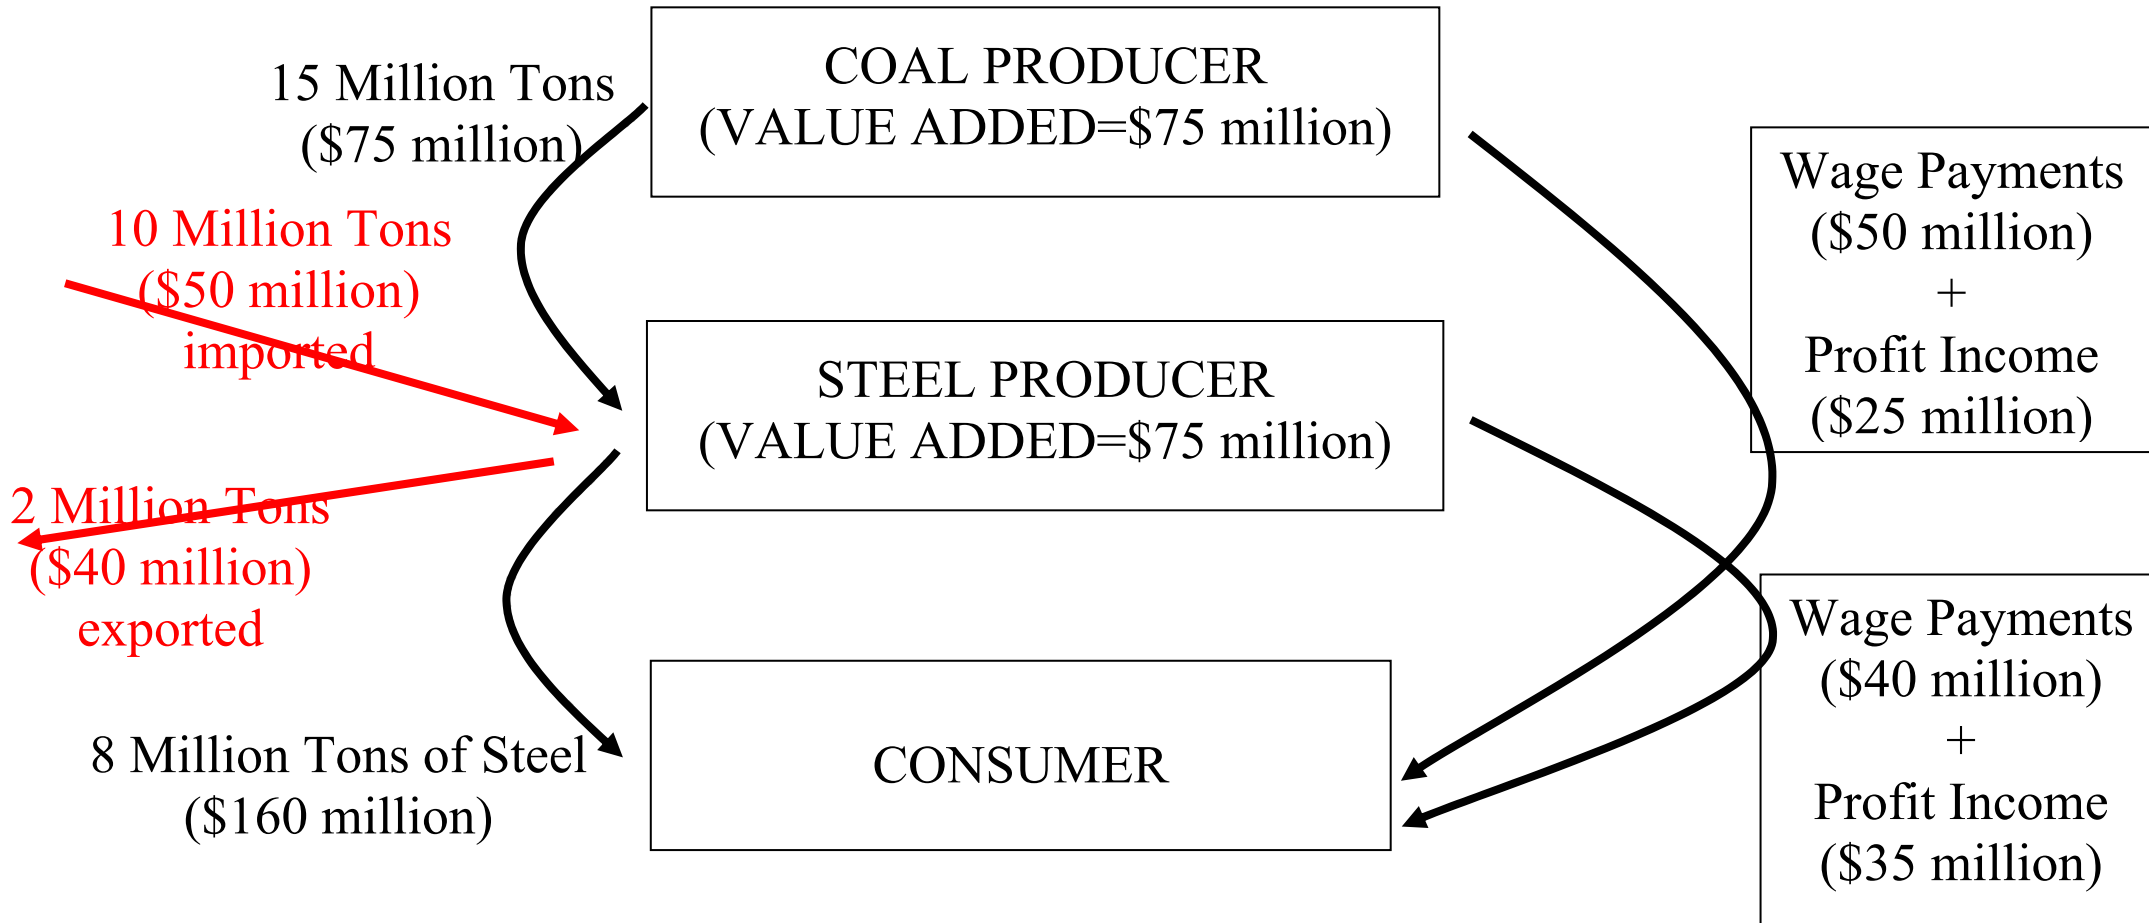 COAL PRODUCER
(VALUE ADDED=$75 million)
15 Million Tons
($75 million)
10 Million Tons
($50 million)
imported
Wage Payments
($50 million)
+
Profit Income
($25 million)
STEEL PRODUCER
(VALUE ADDED=$75 million)
2 Million Tons
($40 million)
exported
Wage Payments
($40 million)
+
Profit Income
($35 million)
8 Million Tons of Steel
($160 million)
CONSUMER